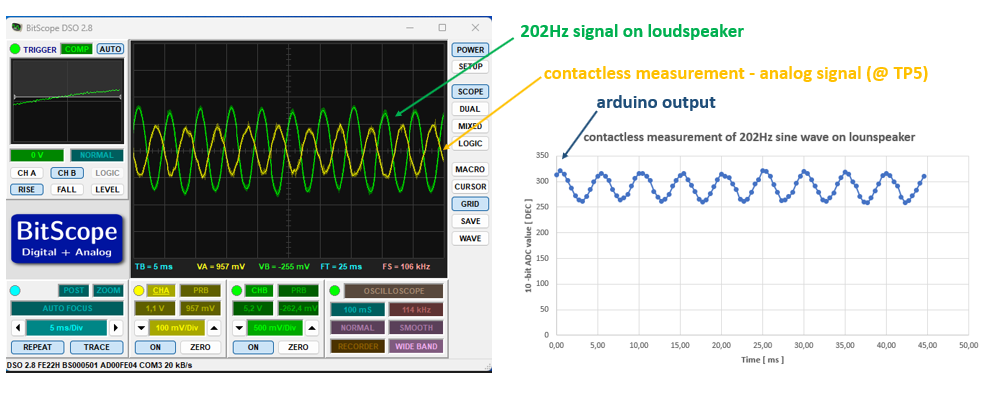 BitScope DSO 2.8
TRIGGER COMP AUTO
0 V NORMAL
CH A CH B LOGIC
RISE FALL LEVEL
BitScope
Digital + Analog
TB = 5 ms VA = 957 mV VB = -255 mV FT = 25 ms FS = 106 kHz
POWER
SETUP
SCOPE
DUAL
MIXED
LOGIC
MACRO
CURSOR
GRID
SAVE
WAVE
POST ZOOM
AUTO FOCUS
5 ms/Div
REPEAT TRACE
CHA PRB
1,1 V 957 mV
100 mV/Div
ON ZERO
CHB PRB
5,2 V
500 mV/Div
ON ZERO
OSCILLOSCOPE
100 mS 114 kHz
NORMAL SMOOTH
RECORDER WIDE BAND
DSO 2.8 FE22H BS000501 AD00FE04 COM3 20 kB/s
202Hz signal on loudspeaker
contactless measurement - analog signal (@ TP5)
arduino output
contactless measurement of 202Hz sine wave on lounspeaker
10 -bit ADC value [ DEC ]
350
300
250
200
150
100
50
0
0,00 5,00 10,00 15,00 20,00 25,00 30,00 35,00 40,00 45,00 50,00
Time [ ms ]